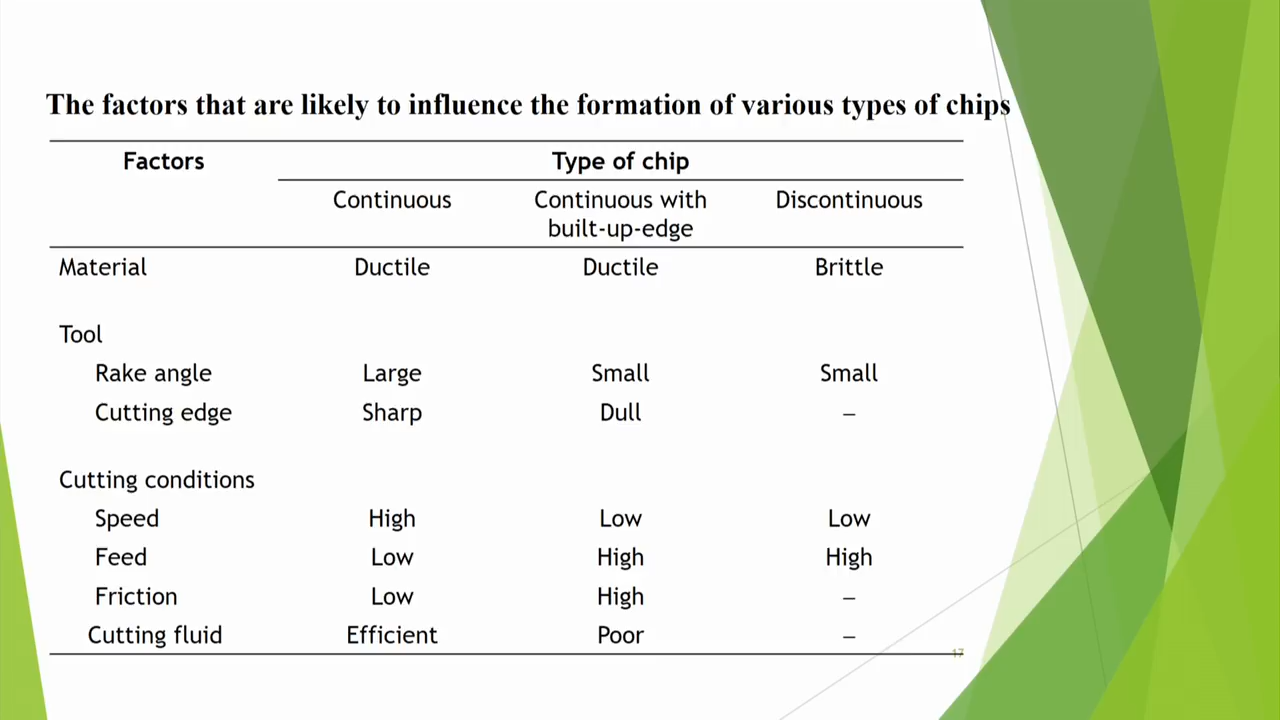 The factors that are likely to influence the formation of various types of chips
Factors Type of chip
Continuous Continuous with Discontinuous
built-up-edge
Material Ductile Ductile Brittle
Tool
Rake angle Large Small Small
Cutting edge Sharp Dull –
Cutting conditions
Speed High Low Low
Feed Low High High
Friction Low High –
Cutting fluid Efficient Poor –
17